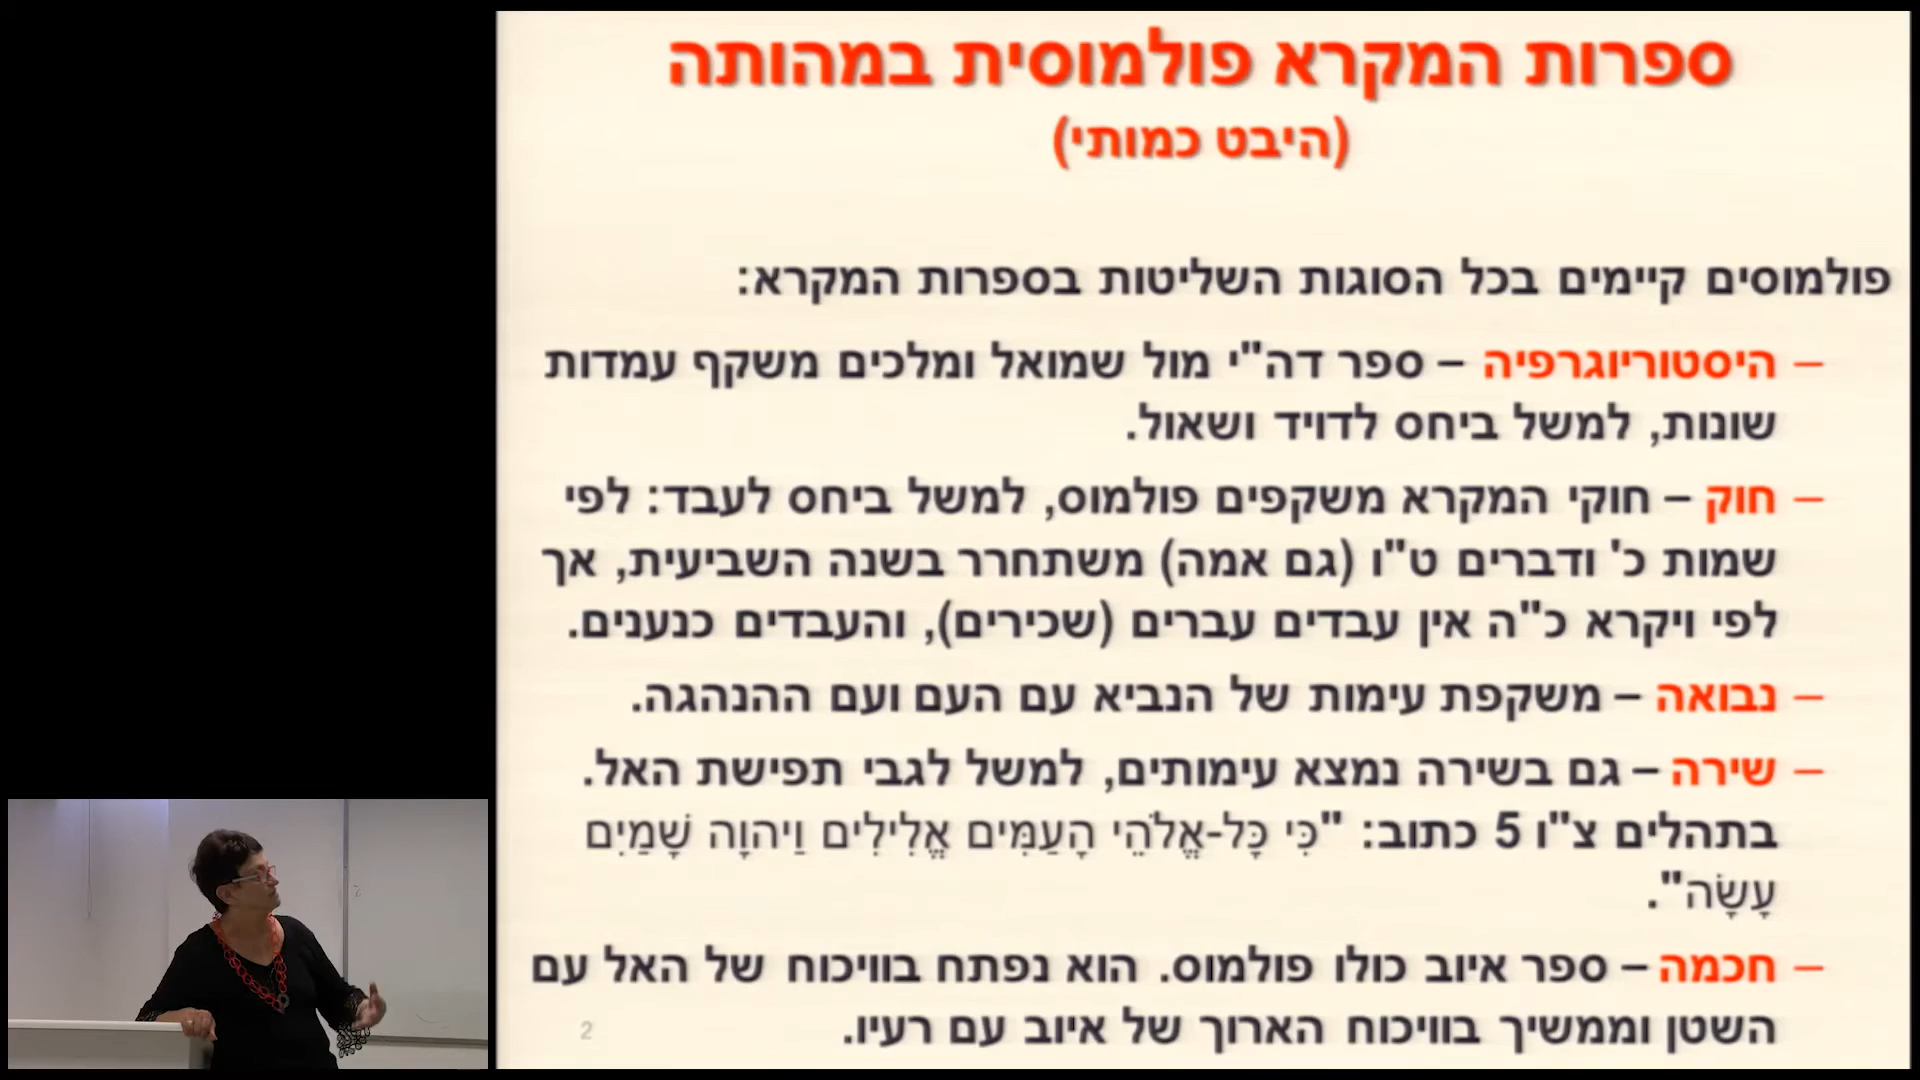 ספרות המקרא פולמוסית במהותה
(היבט כמותי)
פולמוסים קיימים בכל הסוגות השליטות בספרות המקרא:
– היסטוריוגרפיה – ספר דה"י מול שמואל ומלכים משקף עמדות
שונות, למשל ביחס לדויד ושאול.
– חוק – חוקי המקרא משקפים פולמוס, למשל ביחס לעבד: לפי
שמות כ' ודברים ט"ו (גם אמה) משתחרר בשנה השביעית, אך
לפי ויקרא כ"ה אין עבדים עברים (שכירים), והעבדים כנענים.
– נבואה – משקפת עימות של הנביא עם העם ועם ההנהגה.
– שירה – גם בשירה נמצא עימותים, למשל לגבי תפישת האל.
בתהלים צ"ו 5 כתוב: "כִּי כָּל-אֱלֹהֵי הָעַמִּים אֱלִילִים וַיהוָה שָׁמַיִם
עָשָׂה".
– חכמה – ספר איוב כולו פולמוס. הוא נפתח בוויכוח של האל עם
השטן וממשיך בוויכוח הארוך של איוב עם רעיו.
2